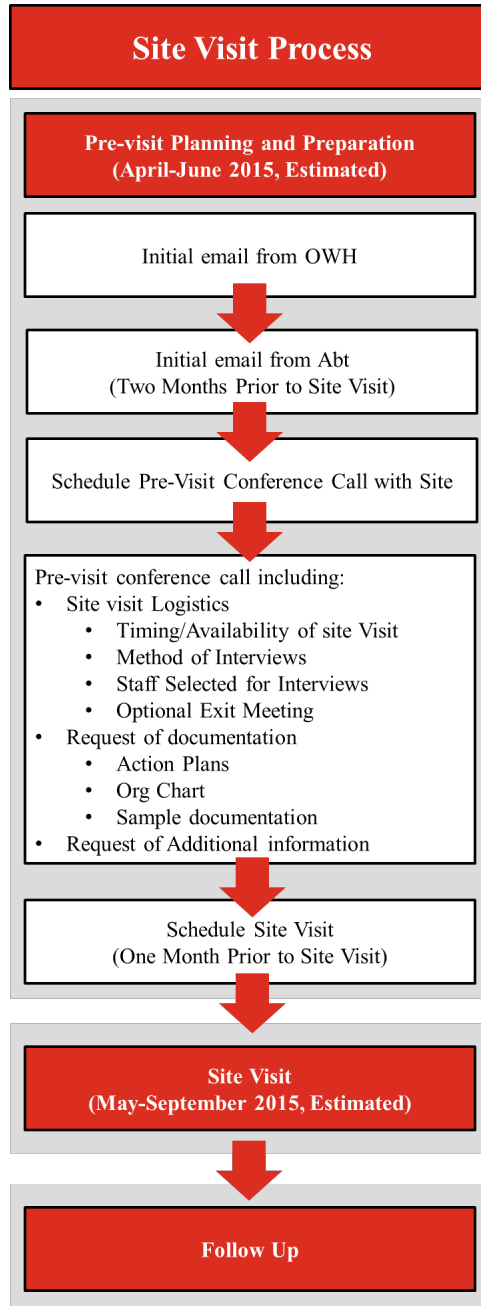 Site Visit Process
Pre-visit Planning and Preparation
(April-June 2015, Estimated)
Initial email from OWH
Initial email from Abt
(Two Months Prior to Site Visit)
Schedule Pre-Visit Conference Call with Site
Pre-visit conference call including:
• Site visit Logistics
• Timing/Availability of site Visit
• Method of Interviews
• Staff Selected for Interviews
• Optional Exit Meeting
• Request of documentation
• Action Plans
• Org Chart
• Sample documentation
• Request of Additional information
Schedule Site Visit
(One Month Prior to Site Visit)
Site Visit
(May-September 2015, Estimated)
Follow Up